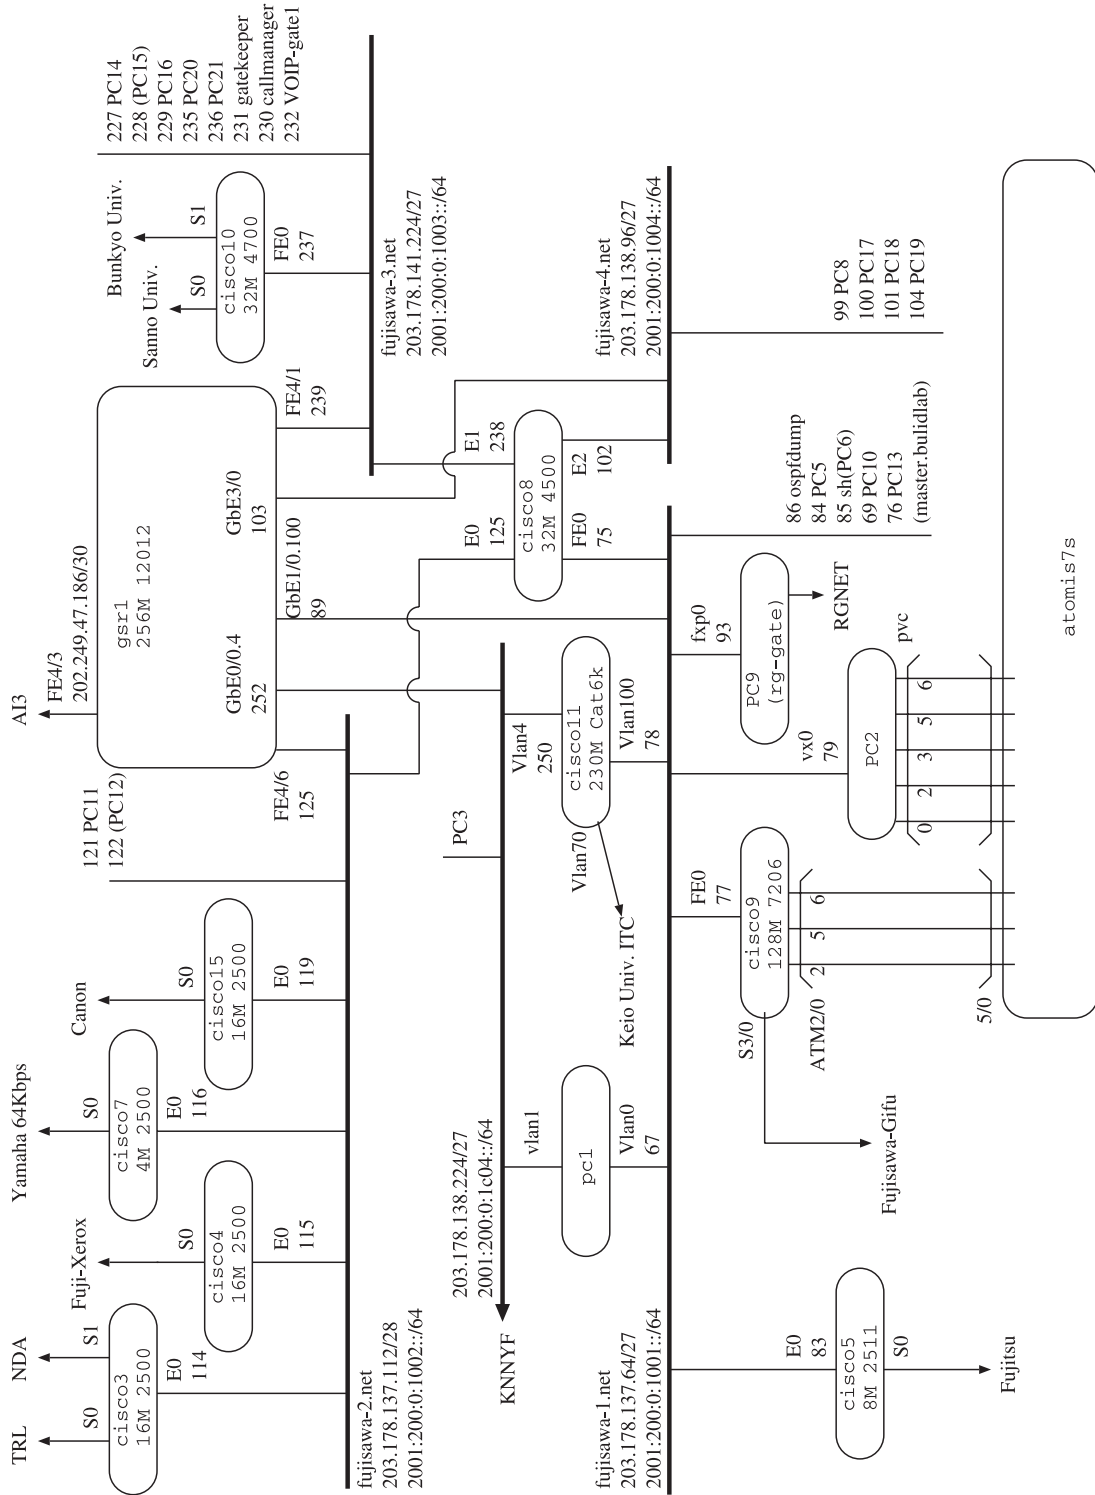 TRL
NDA
S0
S1
cisco3
16M 2500
E0
114
Fuji-Xerox
S0
cisco4
16M 2500
E0
115
Yamaha 64Kbps
S0
cisco7
4M 2500
E0
116
Canon
S0
cisco15
16M 2500
E0
119
121 PC11
122 (PC12)
AI3
FE4/3
202.249.47.186/30
gsr1
256M 12012
FE4/6
125
GbE0/0.4
252
GbE1/0.100
89
GbE3/0
103
FE4/1
239
Sanno Univ.
Bunkyo Univ.
S0
S1
cisco10
32M 4700
FE0
237
227 PC14
228 (PC15)
229 PC16
235 PC20
236 PC21
231 gatekeeper
230 callmanager
232 VOIP-gate1
fujisawa-2.net
203.178.137.112/28
2001:200:0:1002::/64
fujisawa-3.net
203.178.141.224/27
2001:200:0:1003::/64
203.178.138.224/27
2001:200:0:1c04::/64
KNNYF
PC3
vlan1
pc1
Vlan0
67
Vlan4
250
cisco11
230M Cat6k
Vlan70
Vlan100
78
Keio Univ. ITC
E0
125
E1
238
cisco8
32M 4500
FE0
75
E2
102
fujisawa-4.net
203.178.138.96/27
2001:200:0:1004::/64
fujisawa-1.net
203.178.137.64/27
2001:200:0:1001::/64
E0
83
cisco5
8M 2511
S0
Fujitsu
FE0
77
cisco9
128M 7206
S3/0
Fujisawa-Gifu
ATM2/0
2
5
6
5/0
vx0
79
PC2
pvc
0
2
3
5
6
fxp0
93
PC9
(rg-gate)
RGNET
86 ospfdump
84 PC5
85 sh(PC6)
69 PC10
76 PC13
(master.bulidlab)
99 PC8
100 PC17
101 PC18
104 PC19
atomis7s